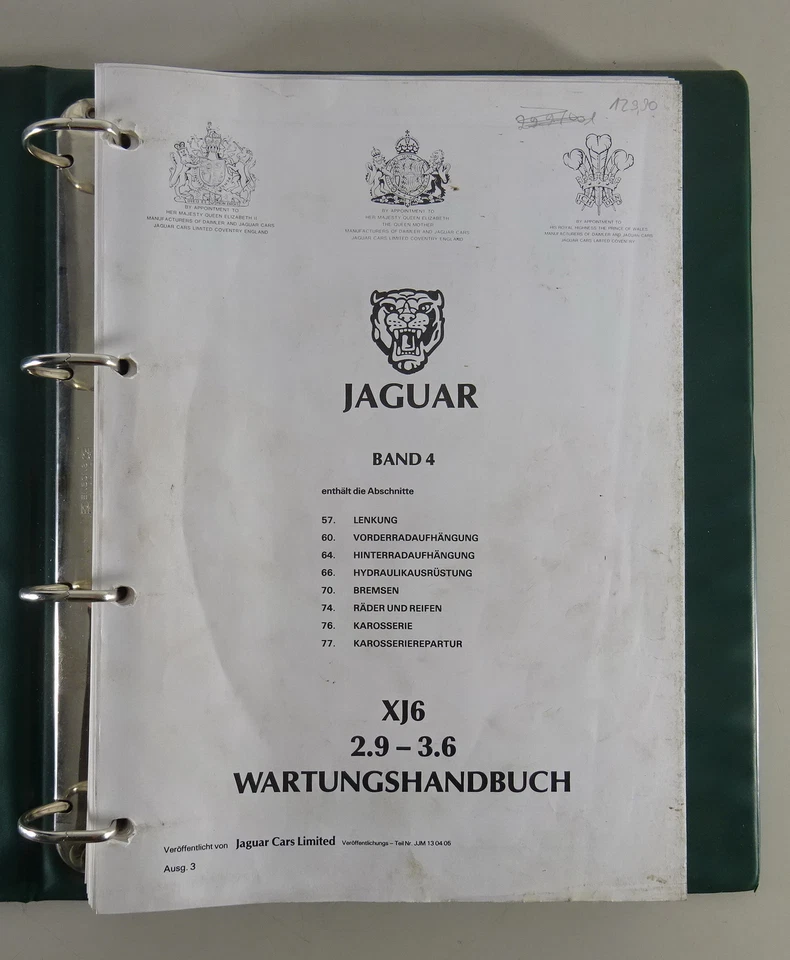 129,90
BY APPOINTMENT TO
HER MAJESTY QUEEN ELIZABETH II
MANUFACTURERS OF DAIMLER AND JAGUAR CARS
JAGUAR CARS LIMITED COVENTRY ENGLAND
BY APPOINTMENT TO
HER MAJESTY QUEEN ELIZABETH
THE QUEEN MOTHER
MANUFACTURERS OF DAIMLER AND JAGUAR CARS
JAGUAR CARS LIMITED COVENTRY ENGLAND
BY APPOINTMENT TO
HIS ROYAL HIGHNESS THE PRINCE OF WALES
MANUFACTURERS OF DAIMLER AND JAGUAR CARS
JAGUAR CARS LIMITED COVENTRY
JAGUAR
BAND 4
enthält die Abschnitte
57. LENKUNG
60. VORDERRADAUFHÄNGUNG
64. HINTERRADAUFHÄNGUNG
66. HYDRAULIKAUSRÜSTUNG
70. BREMSEN
74. RÄDER UND REIFEN
76. KAROSSERIE
77. KAROSSERIEREPARTUR
XJ6
2.9 – 3.6
WARTUNGSHANDBUCH
Veröffentlicht von Jaguar Cars Limited Veröffentlichungs – Teil Nr. JJM 13 04 06
Ausg. 3